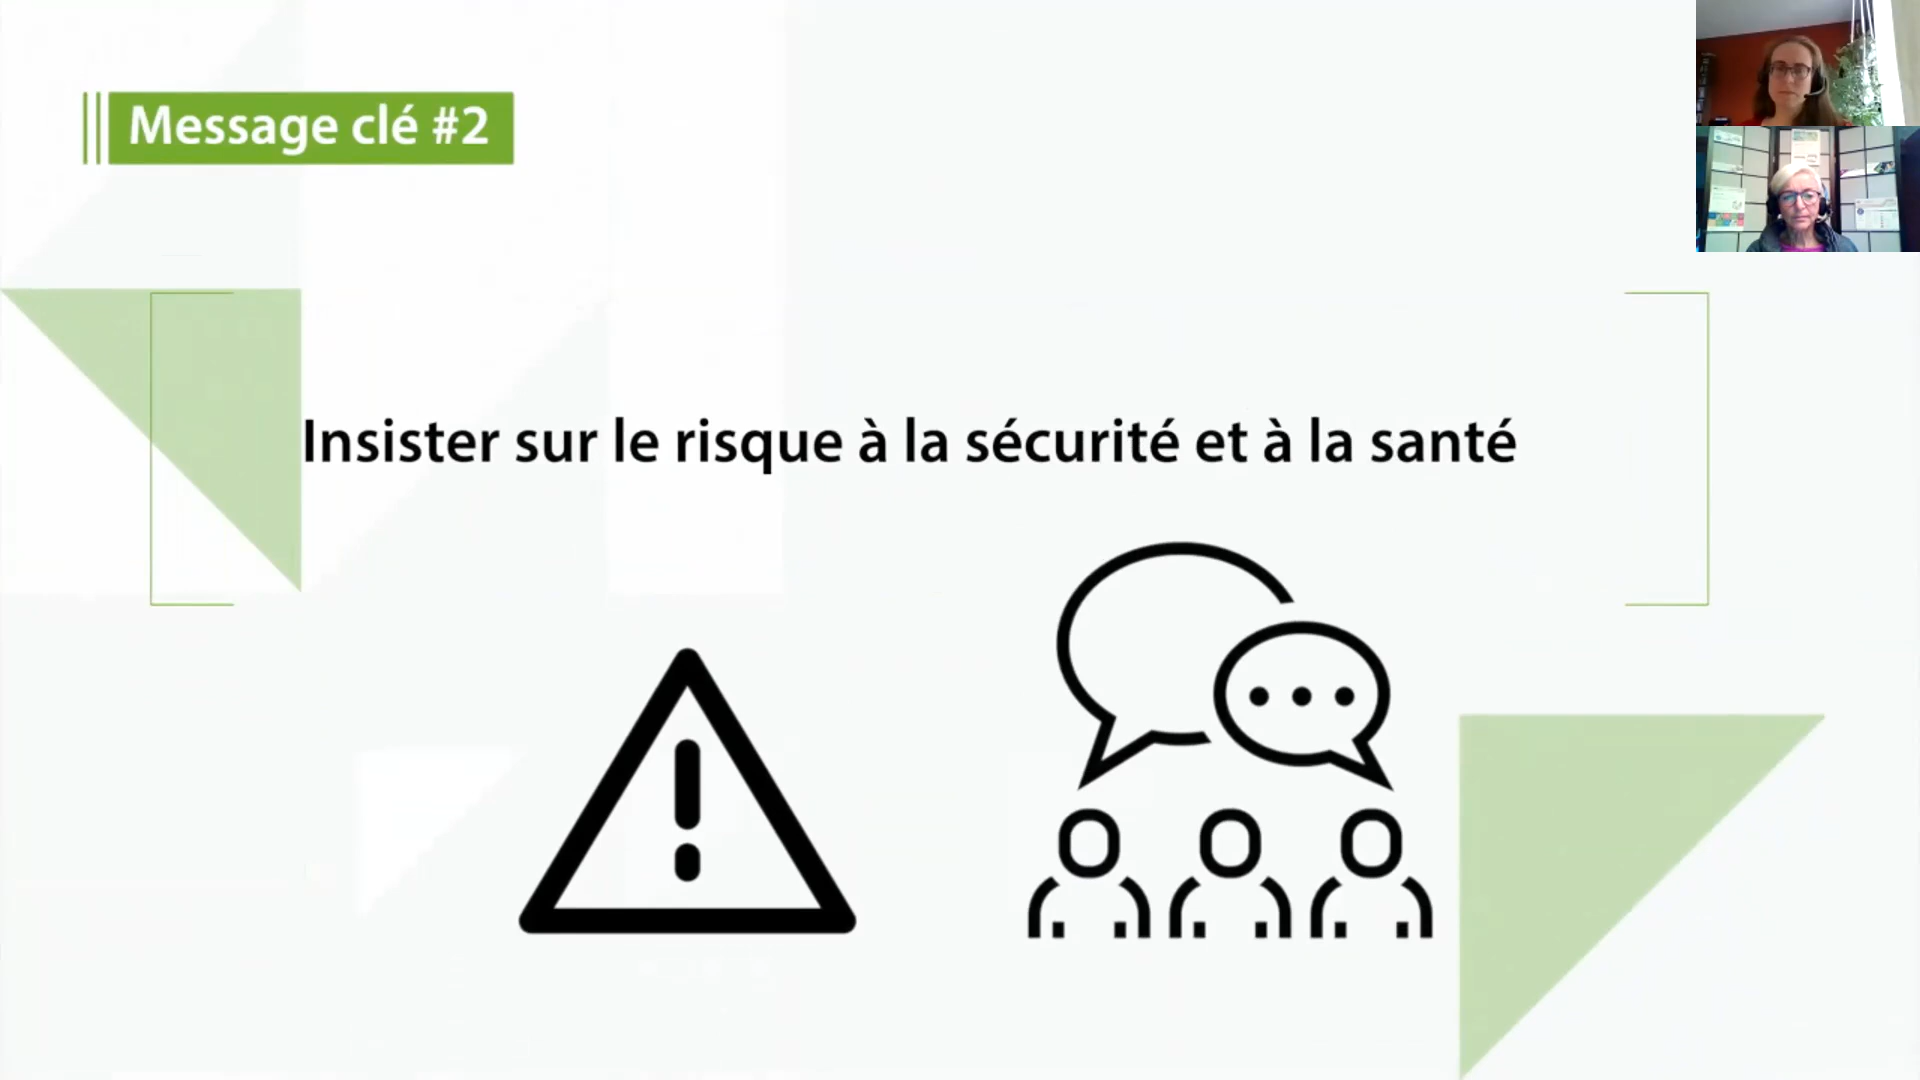 Message clé #2
Insister sur le risque à la sécurité et à la santé